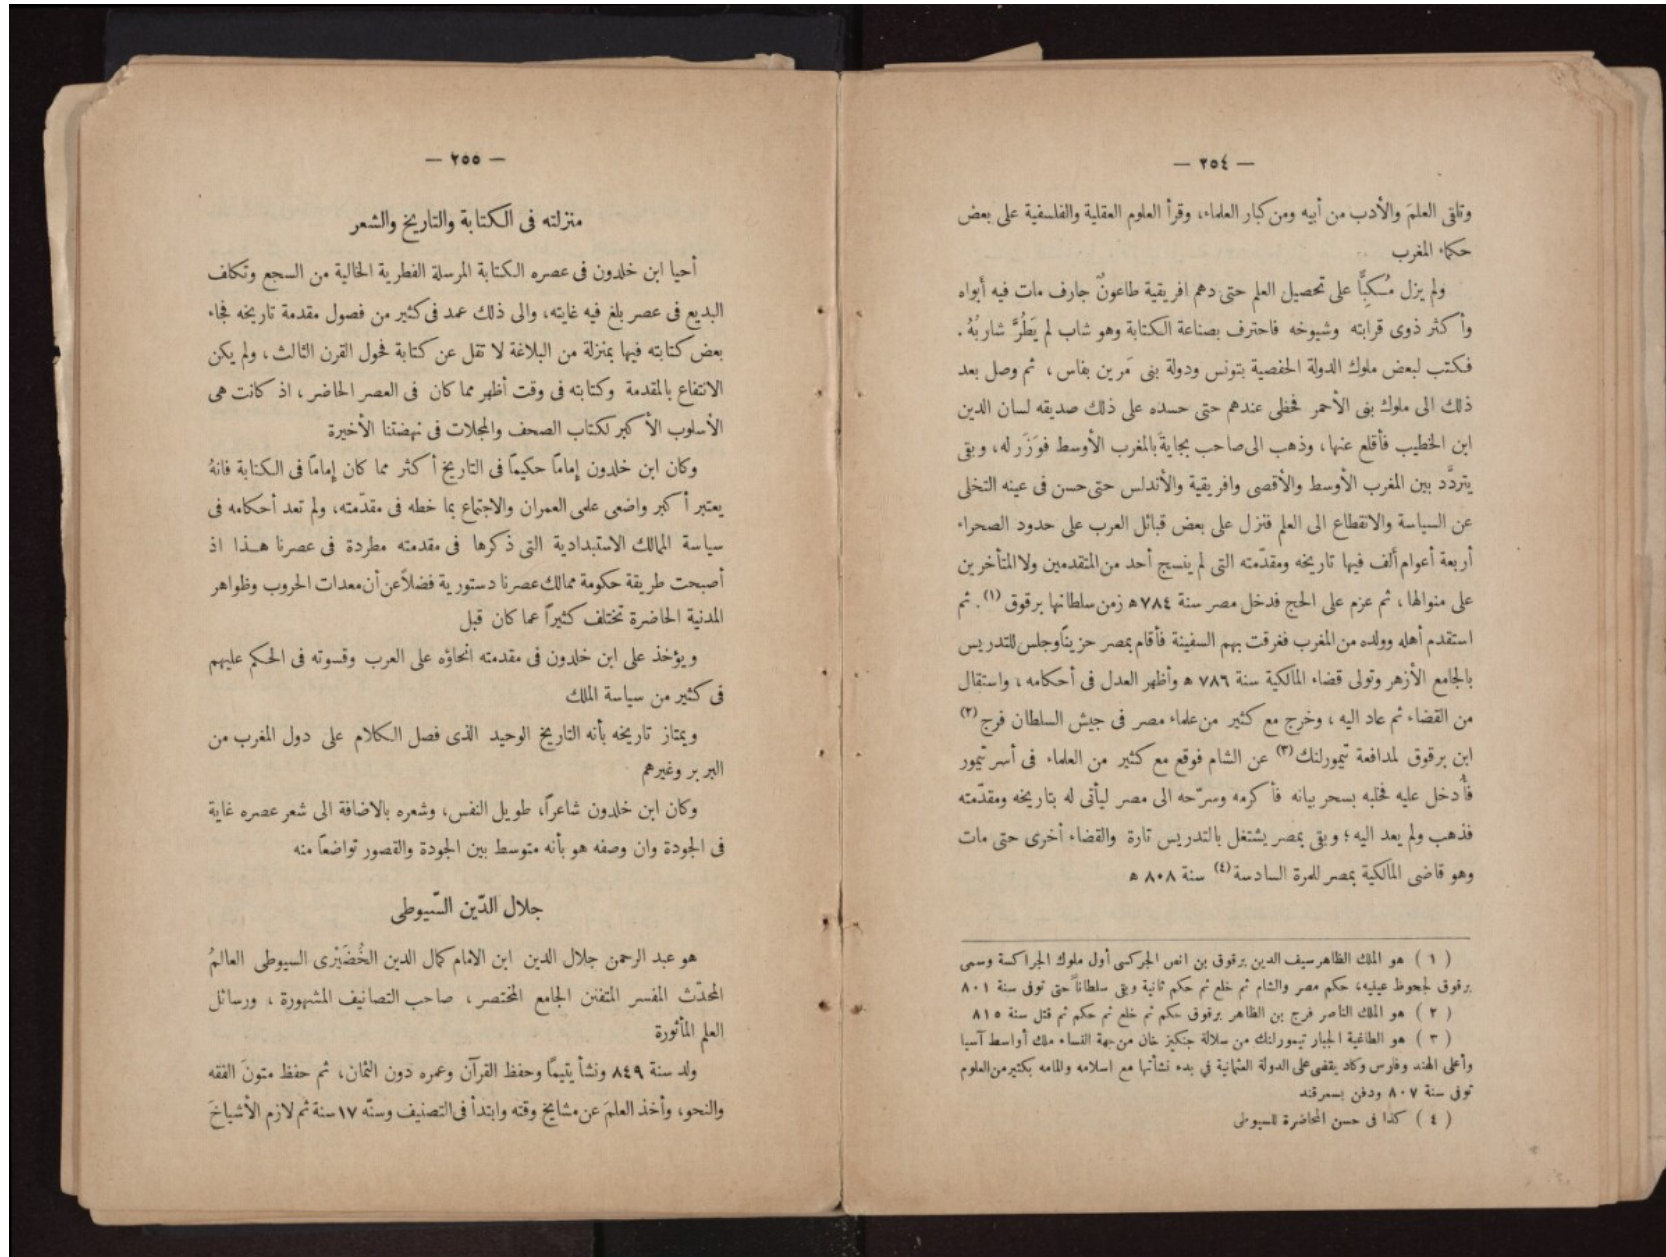 — ٢٥٤ —
وتلقى العلمَ والأدب من أبيه ومن كبار العلماء، وقرأ العلوم العقلية والفلسفية على بعض
حكماء المغرب
ولم يزل مُكبًّا على تحصيل العلم حتى دهم افريقية طاعونٌ جارف مات فيه أبواه
وأكثر ذوى قرابته وشيوخه فاحترف بصناعة الكتابة وهو شاب لم يَطُرَّ شاربُهُ .
فكتب لبعض ملوك الدولة الحفصية بتونس ودولة بنى مَرين بفاس ، ثم وصل بعد
ذلك الى ملوك بنى الأحمر فحظى عندهم حتى حسده على ذلك صديقه لسان الدين
ابن الخطيب فأقلع عنها، وذهب الى صاحب بجايةَ بالمغرب الأوسط فوَزَر له، وبقى
يتردَّد بين المغرب الأوسط والأقصى وافريقية والأندلس حتى حسن فى عينه التخلى
عن السياسة والانقطاع الى العلم فنزل على بعض قبائل العرب على حدود الصحراء
أربعة أعوام ألف فيها تاريخه ومقدّمته التى لم ينسج أحد من المتقدمين ولا المتأخرين
على منوالها ، ثم عزم على الحج فدخل مصر سنة ٧٨٤ ه زمن سلطانها برقوق (١) . ثم
استقدم أهله وولده من المغرب فغرقت بهم السفينة فأقام بمصر حزيناً وجلس للتدريس
بالجامع الأزهر وتولى قضاء المالكية سنة ٧٨٦ ه وأظهر العدل فى أحكامه ، واستقال
من القضاء ثم عاد اليه ، وخرج مع كثير من علماء مصر فى جيش السلطان فرج (٢)
ابن برقوق لمدافعة تيمورلنك (٣) عن الشام فوقع مع كثير من العلماء فى أسر تيمور
فأُدخل عليه فخلبه بسحر بيانه فأكرمه وسرّحه الى مصر ليأتى له بتاريخه ومقدّمته
فذهب ولم يعد اليه ؛ وبقى بمصر يشتغل بالتدريس تارة والقضاء أخرى حتى مات
وهو قاضى المالكية بمصر للمرة السادسة (٤) سنة ٨٠٨ ه
( ١ ) هو الملك الظاهر سيف الدين برقوق بن انص الجركسى أول ملوك الجراكسة وسمى
برقوق لجحوظ عينيه، حكم مصر والشام ثم خلع ثم حكم ثانية وبقى سلطاناً حتى توفى سنة ٨٠١
( ٢ ) هو الملك الناصر فرج بن الظاهر برقوق حكم ثم خلع ثم حكم ثم قتل سنة ٨١٥
( ٣ ) هو الطاغية الجبار تيمورلنك من سلالة جنكيز خان من جهة النساء ملك أواسط آسيا
وأعلى الهند وفارس وكاد يقضى على الدولة العثمانية في بدء نشأتها مع اسلامه والمامه بكثير من العلوم
توفى سنة ٨٠٧ ودفن بسمرقند
( ٤ ) كذا فى حسن المحاضرة للسيوطى
— ٢٥٥ —
منزلته فى الكتابة والتاريخ والشعر
أحيا ابن خلدون فى عصره الكتابة المرسلة الفطرية الخالية من السجع وتكلف
البديع فى عصر بلغ فيه غايته، والى ذلك عمد فى كثير من فصول مقدمة تاريخه فجاء
بعض كتابته فيها بمنزلة من البلاغة لا تقل عن كتابة فحول القرن الثالث ، ولم يكن
الانتفاع بالمقدمة وكتابته فى وقت أظهر مما كان فى العصر الحاضر ، اذ كانت هى
الأسلوب الأكبر لكتاب الصحف والمجلات فى نهضتنا الأخيرة
وكان ابن خلدون إمامًا حكيمًا فى التاريخ أكثر مما كان إمامًا فى الكتابة فانهُ
يعتبر أكبر واضعى علمى العمران والاجتماع بما خطه فى مقدّمته، ولم تعد أحكامه فى
سياسة الممالك الاستبدادية التى ذكرها فى مقدمته مطردة فى عصرنا هـذا اذ
أصبحت طريقة حكومة ممالك عصرنا دستورية فضلاً عن أن معدات الحروب وظواهر
المدنية الحاضرة تختلف كثيراً عما كان قبل
ويؤخذ على ابن خلدون فى مقدمته انحاؤه على العرب وقسوته فى الحكم عليهم
فى كثير من سياسة الملك
ويمتاز تاريخه بأنه التاريخ الوحيد الذى فصل الكلام على دول المغرب من
البربر وغيرهم
وكان ابن خلدون شاعراً، طويل النفس، وشعره بالاضافة الى شعر عصره غاية
فى الجودة وان وصفه هو بأنه متوسط بين الجودة والقصور تواضعاً منه
جلال الدّين السّيوطى
هو عبد الرحمن جلال الدين ابن الامام كمال الدين الخُضَيْرى السيوطى العالمُ
المحدّث المفسر المتفنن الجامع المختصر ، صاحب التصانيف المشهورة ، ورسائل
العلم المأثورة
ولد سنة ٨٤٩ ونشأ يتيمًا وحفظ القرآن وعمره دون الثمان، ثم حفظ متونَ الفقه
والنحو، وأخذ العلمَ عن مشايخ وقته وابتدأ فى التصنيف وسنّه ١٧ سنة ثم لازم الأشياخَ